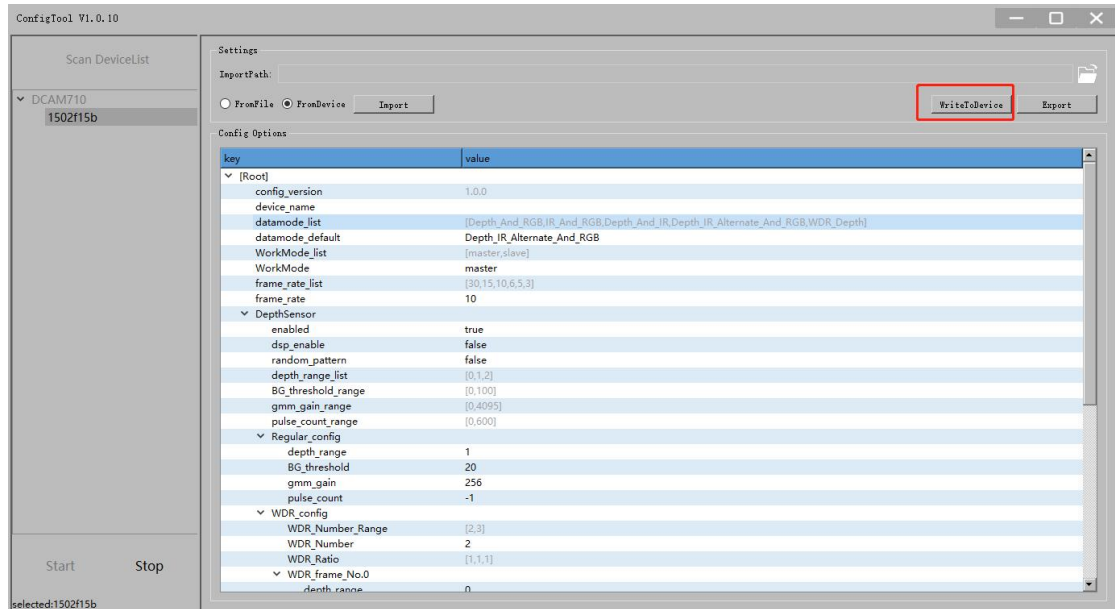 ConfigTool V1.0.10
Scan DeviceList
DCAM710
1502f15b
Start Stop
selected:1502f15b
Settings
ImportPath:
FromFile FromDevice Import WriteToDevice Export
Config Options
key value
[Root]
config_version 1.0.0
device_name
datamode_list [Depth_And_RGB,IR_And_RGB,Depth_And_IR,Depth_IR_Alternate_And_RGB,WDR_Depth]
datamode_default Depth_IR_Alternate_And_RGB
WorkMode_list [master,slave]
WorkMode master
frame_rate_list [30,15,10,6,5,3]
frame_rate 10
DepthSensor
enabled true
dsp_enable false
random_pattern false
depth_range_list [0,1,2]
BG_threshold_range [0,100]
gmm_gain_range [0,4095]
pulse_count_range [0,600]
Regular_config
depth_range 1
BG_threshold 20
gmm_gain 256
pulse_count -1
WDR_config
WDR_Number_Range [2,3]
WDR_Number 2
WDR_Ratio [1,1,1]
WDR_frame_No.0
depth_range 0